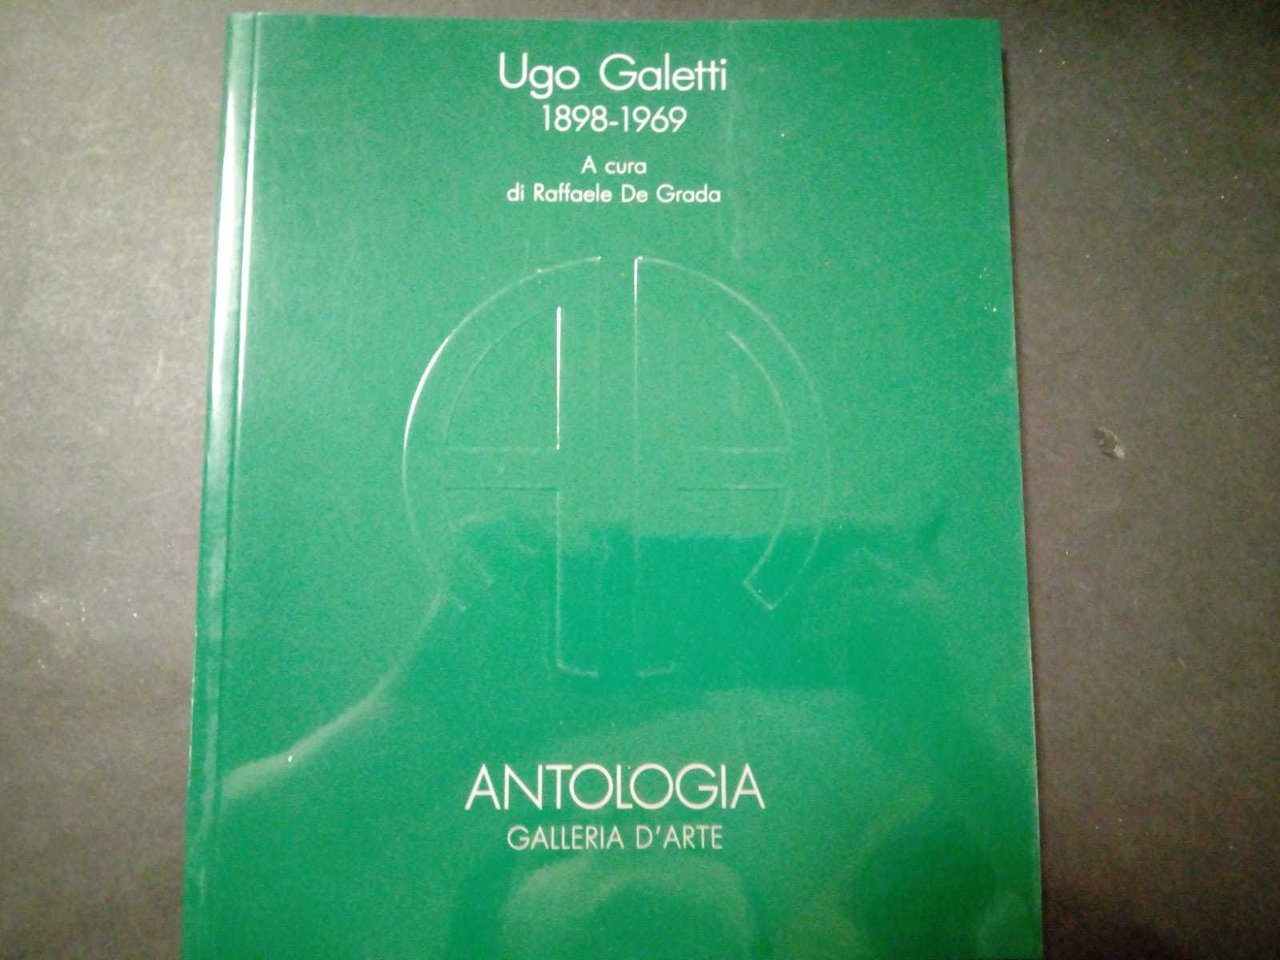 Ugo Galetti
1898-1969
A cura
di Raffaele De Grada
ANTOLOGIA
GALLERIA D'ARTE